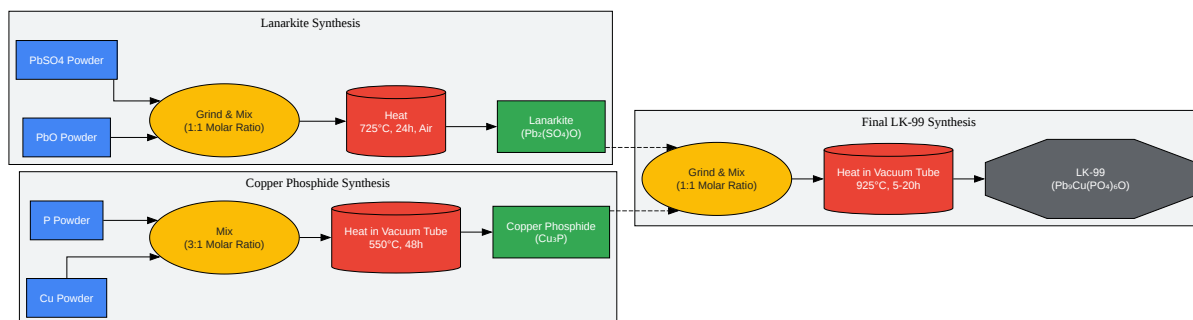 Lanarkite Synthesis
PbSO4 Powder
PbO Powder
Grind & Mix
(1:1 Molar Ratio)
Heat
725°C, 24h, Air
Lanarkite
(Pb₂(SO₄)O)
Copper Phosphide Synthesis
P Powder
Cu Powder
Mix
(3:1 Molar Ratio)
Heat in Vacuum Tube
550°C, 48h
Copper Phosphide
(Cu₃P)
Final LK-99 Synthesis
Grind & Mix
(1:1 Molar Ratio)
Heat in Vacuum Tube
925°C, 5-20h
LK-99
(Pb₉Cu(PO₄)₆O)